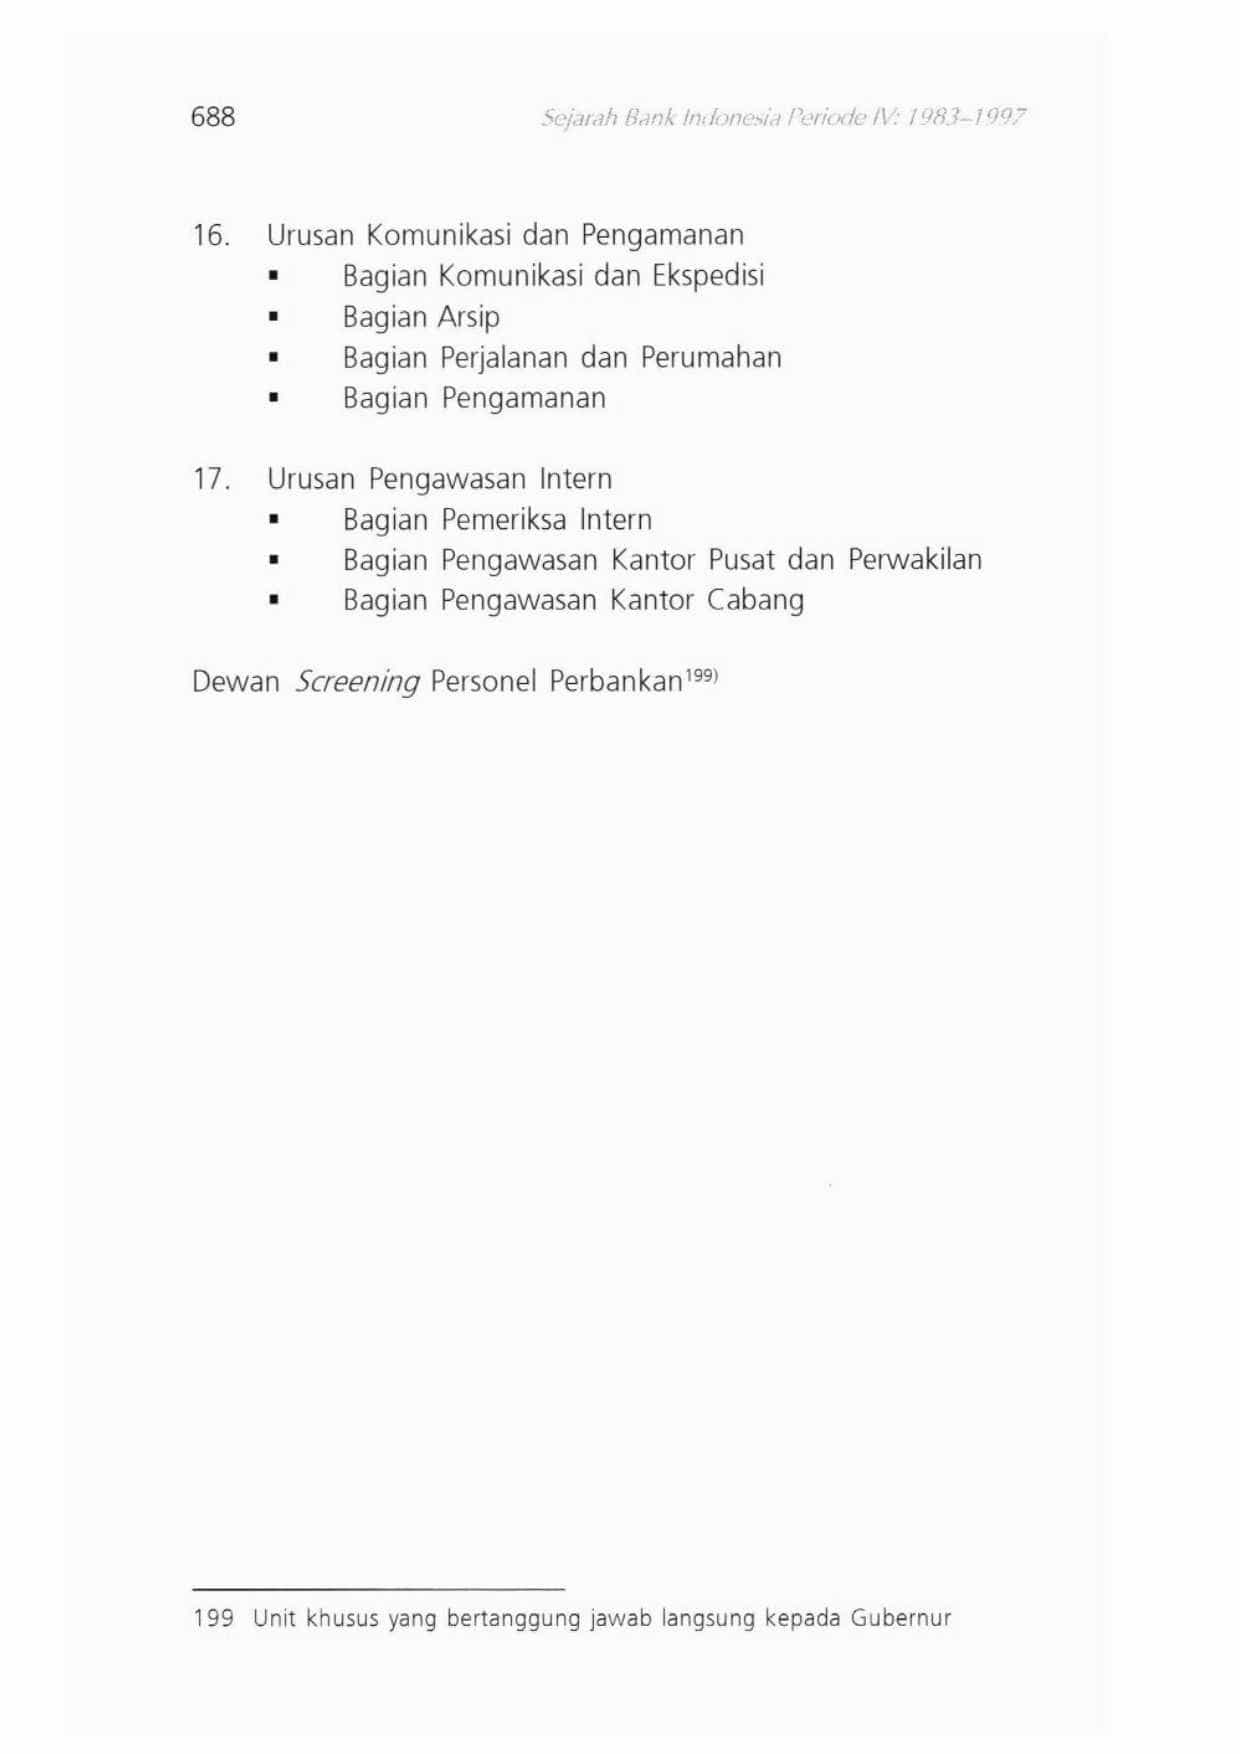 688 Sejarah Bank Indonesia Periode IV: 1983–1997
16. Urusan Komunikasi dan Pengamanan
▪ Bagian Komunikasi dan Ekspedisi
▪ Bagian Arsip
▪ Bagian Perjalanan dan Perumahan
▪ Bagian Pengamanan
17. Urusan Pengawasan Intern
▪ Bagian Pemeriksa Intern
▪ Bagian Pengawasan Kantor Pusat dan Perwakilan
▪ Bagian Pengawasan Kantor Cabang
Dewan Screening Personel Perbankan199)
199 Unit khusus yang bertanggung jawab langsung kepada Gubernur